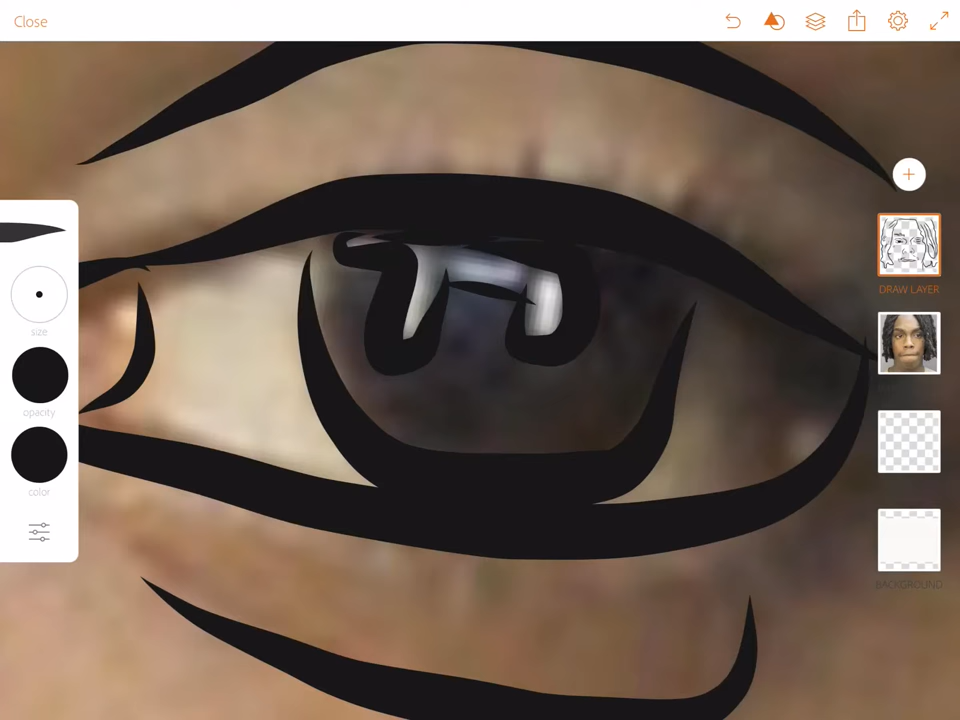 Close
DRAW LAYER
size
opacity
color
BACKGROUND